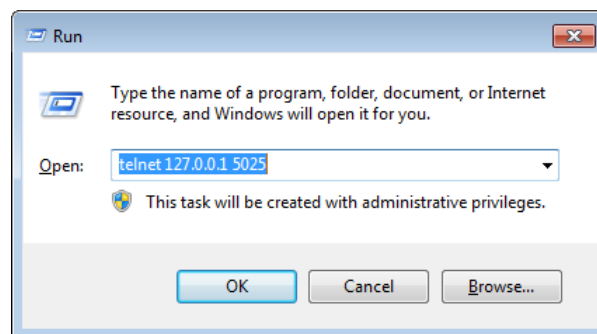 Run
Type the name of a program, folder, document, or Internet
resource, and Windows will open it for you.
Open: telnet 127.0.0.1 5025
This task will be created with administrative privileges.
OK Cancel Browse...